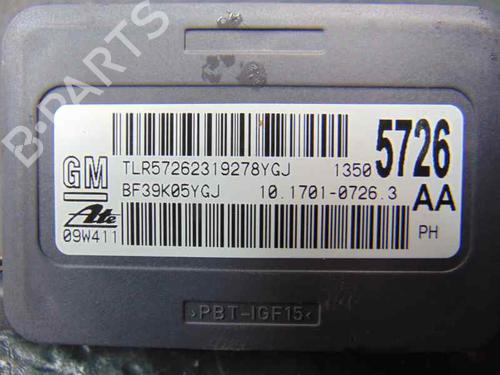 B-PARTS
GM
TLR57262319278YGJ 1350 5726
BF39K05YGJ 10.1701-0726.3 AA
Ate
09W411 PH
>PBT-IGF15<